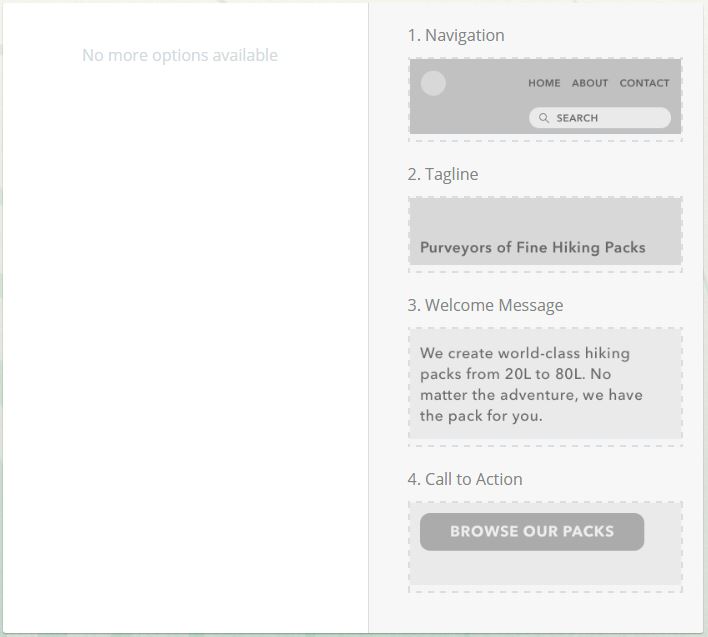 No more options available
1. Navigation
HOME ABOUT CONTACT
SEARCH
2. Tagline
Purveyors of Fine Hiking Packs
3. Welcome Message
We create world-class hiking
packs from 20L to 80L. No
matter the adventure, we have
the pack for you.
4. Call to Action
BROWSE OUR PACKS